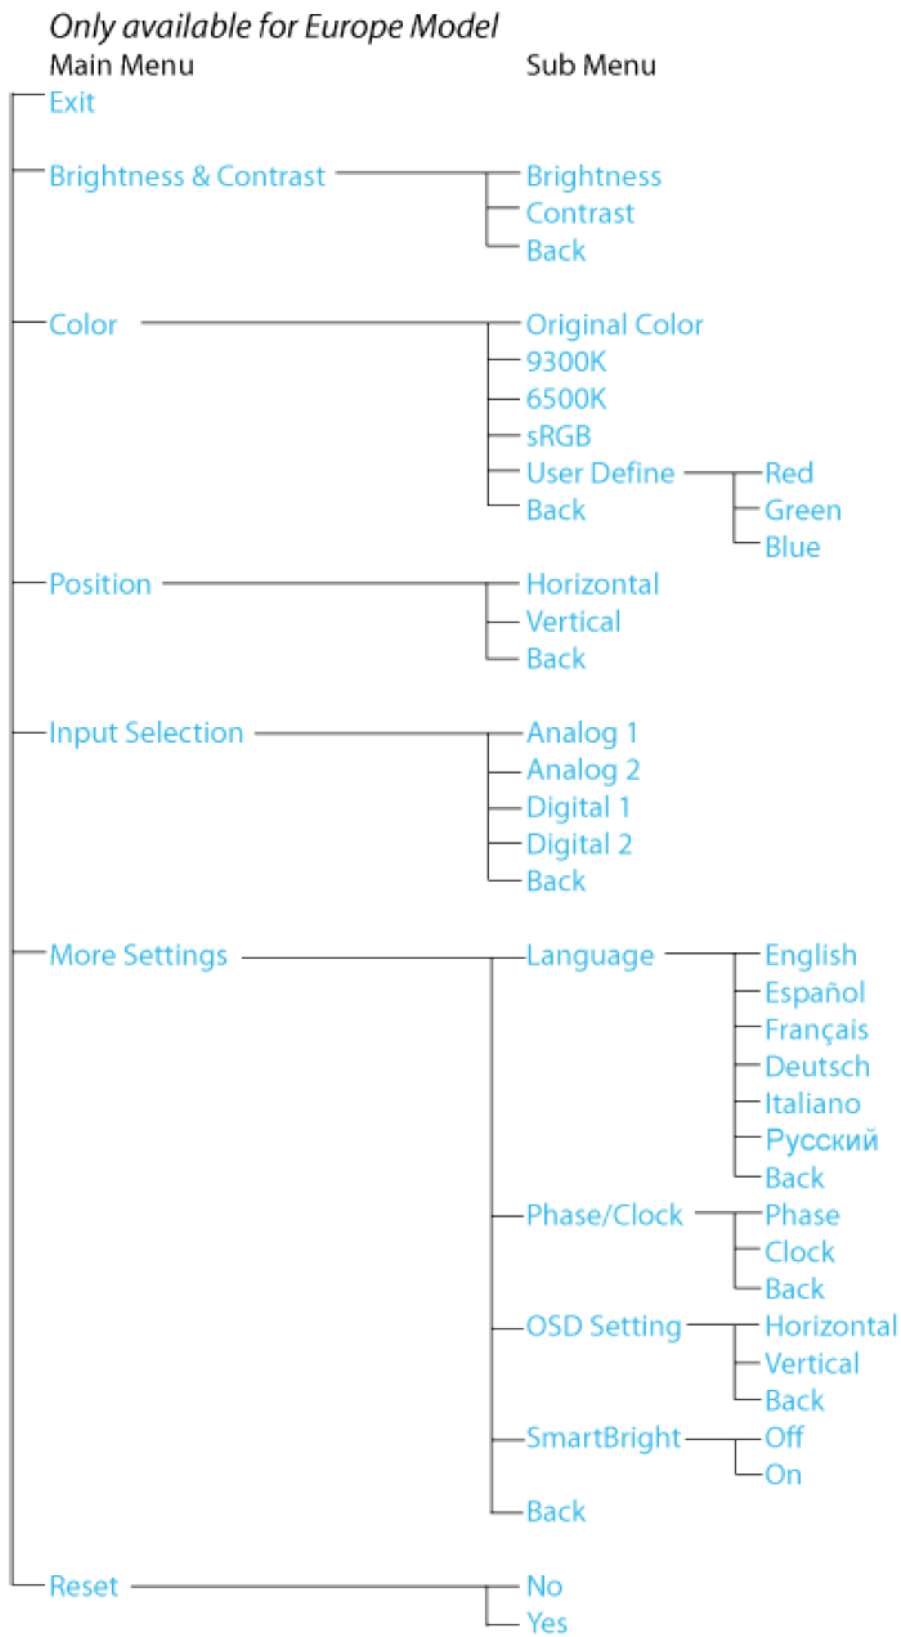 Only available for Europe Model
Main Menu Sub Menu
Exit
Brightness & Contrast Brightness
Contrast
Back
Color Original Color
9300K
6500K
sRGB
User Define Red
Back Green
Blue
Position Horizontal
Vertical
Back
Input Selection Analog 1
Analog 2
Digital 1
Digital 2
Back
More Settings Language English
Español
Français
Deutsch
Italiano
Русский
Back
Phase/Clock Phase
Clock
Back
OSD Setting Horizontal
Vertical
Back
SmartBright Off
On
Back
Reset No
Yes